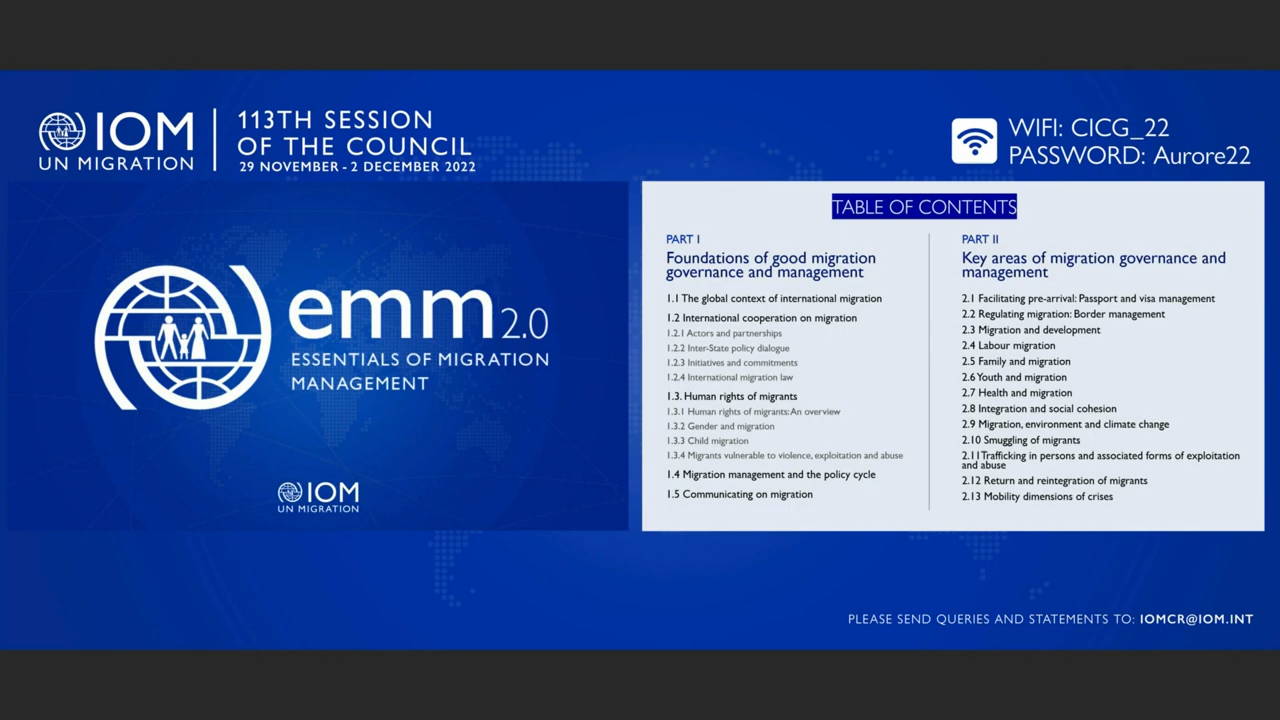 IOM
UN MIGRATION
113TH SESSION
OF THE COUNCIL
29 NOVEMBER - 2 DECEMBER 2022
WIFI: CICG_22
PASSWORD: Aurore22
emm 2.0
ESSENTIALS OF MIGRATION
MANAGEMENT
IOM
UN MIGRATION
TABLE OF CONTENTS
PART I
Foundations of good migration
governance and management
1.1 The global context of international migration
1.2 International cooperation on migration
1.2.1 Actors and partnerships
1.2.2 Inter-State policy dialogue
1.2.3 Initiatives and commitments
1.2.4 International migration law
1.3. Human rights of migrants
1.3.1 Human rights of migrants: An overview
1.3.2 Gender and migration
1.3.3 Child migration
1.3.4 Migrants vulnerable to violence, exploitation and abuse
1.4 Migration management and the policy cycle
1.5 Communicating on migration
PART II
Key areas of migration governance and
management
2.1 Facilitating pre-arrival: Passport and visa management
2.2 Regulating migration: Border management
2.3 Migration and development
2.4 Labour migration
2.5 Family and migration
2.6 Youth and migration
2.7 Health and migration
2.8 Integration and social cohesion
2.9 Migration, environment and climate change
2.10 Smuggling of migrants
2.11 Trafficking in persons and associated forms of exploitation
and abuse
2.12 Return and reintegration of migrants
2.13 Mobility dimensions of crises
PLEASE SEND QUERIES AND STATEMENTS TO: IOMCR@IOM.INT